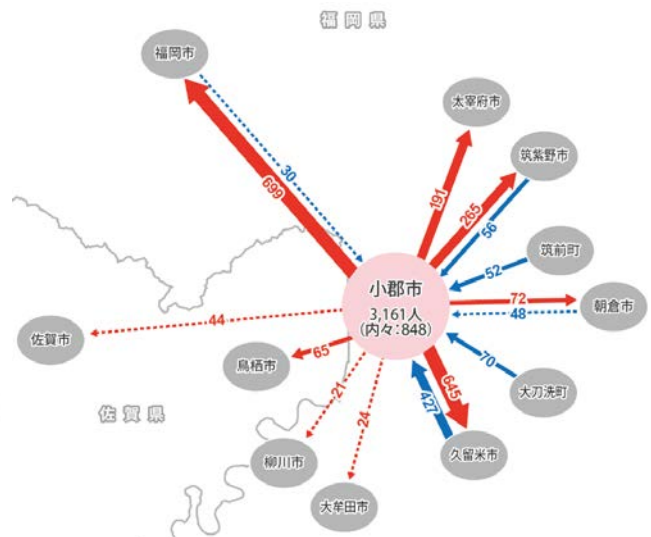 福岡県
福岡市
太宰府市
筑紫野市
30
699
191
265
56
筑前町
52
小郡市
3,161人
(内々:848)
72
朝倉市
48
44
佐賀市
65
鳥栖市
70
大刀洗町
21
24
645
427
佐賀県
柳川市
久留米市
大牟田市